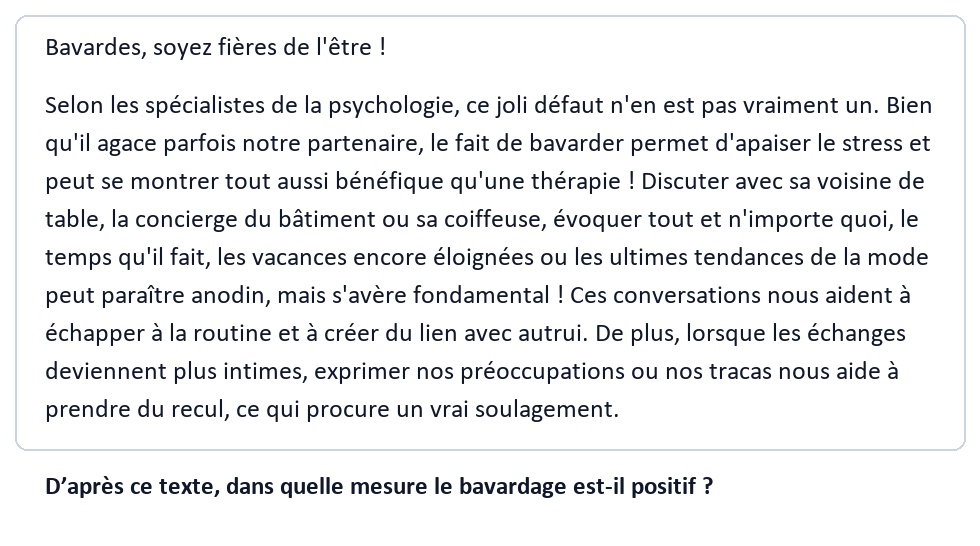 Bavardes, soyez fières de l'être !
Selon les spécialistes de la psychologie, ce joli défaut n'en est pas vraiment un. Bien
qu'il agace parfois notre partenaire, le fait de bavarder permet d'apaiser le stress et
peut se montrer tout aussi bénéfique qu'une thérapie ! Discuter avec sa voisine de
table, la concierge du bâtiment ou sa coiffeuse, évoquer tout et n'importe quoi, le
temps qu'il fait, les vacances encore éloignées ou les ultimes tendances de la mode
peut paraître anodin, mais s'avère fondamental ! Ces conversations nous aident à
échapper à la routine et à créer du lien avec autrui. De plus, lorsque les échanges
deviennent plus intimes, exprimer nos préoccupations ou nos tracas nous aide à
prendre du recul, ce qui procure un vrai soulagement.
D’après ce texte, dans quelle mesure le bavardage est-il positif ?